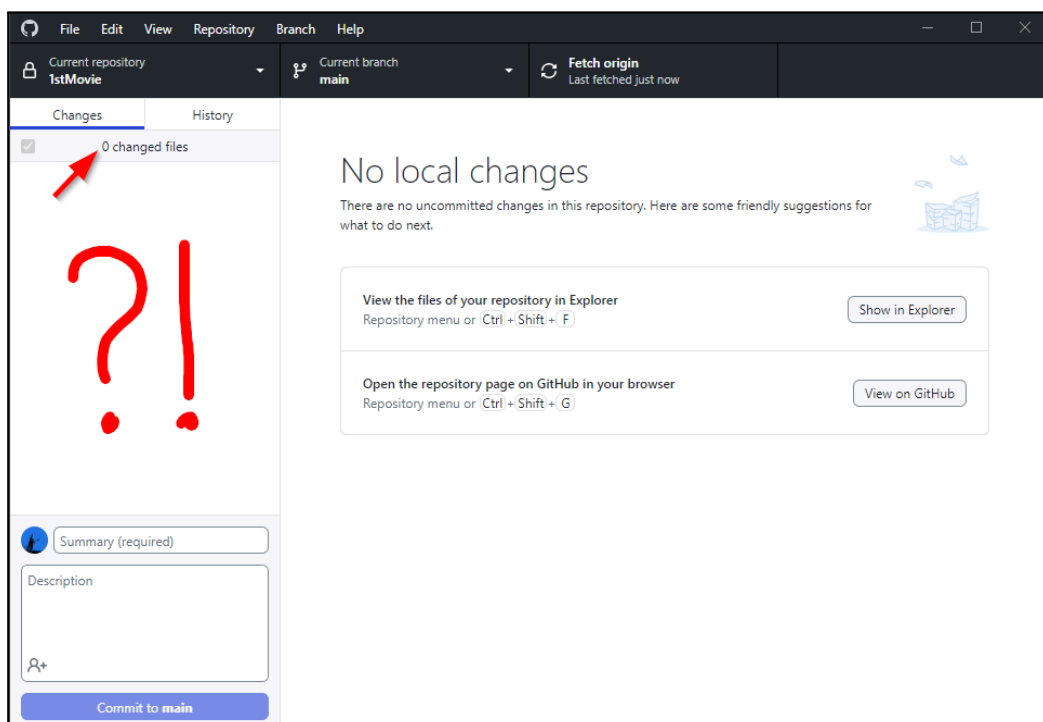 File Edit View Repository Branch Help
Current repository
1stMovie
Current branch
main
Fetch origin
Last fetched just now
Changes History
0 changed files
?!
No local changes
There are no uncommitted changes in this repository. Here are some friendly suggestions for
what to do next.
View the files of your repository in Explorer
Repository menu or Ctrl + Shift + F
Show in Explorer
Open the repository page on GitHub in your browser
Repository menu or Ctrl + Shift + G
View on GitHub
Summary (required)
Description
Commit to main